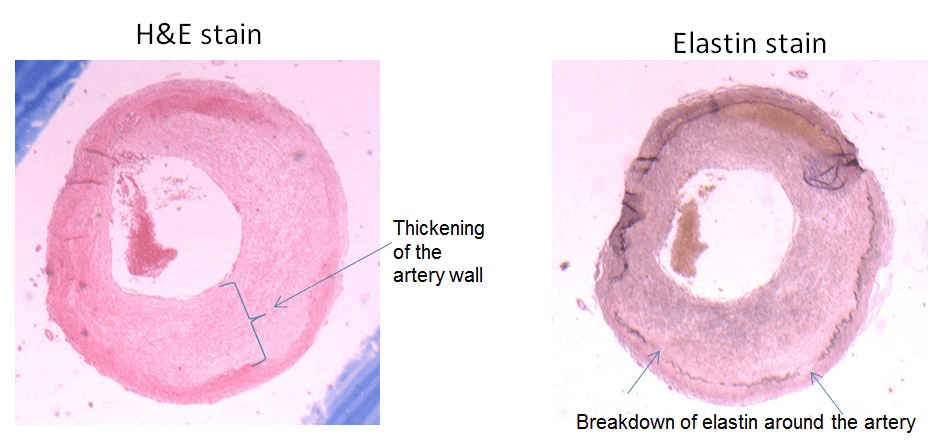 H&E stain
Elastin stain
Thickening
of the
artery wall
Breakdown of elastin around the artery